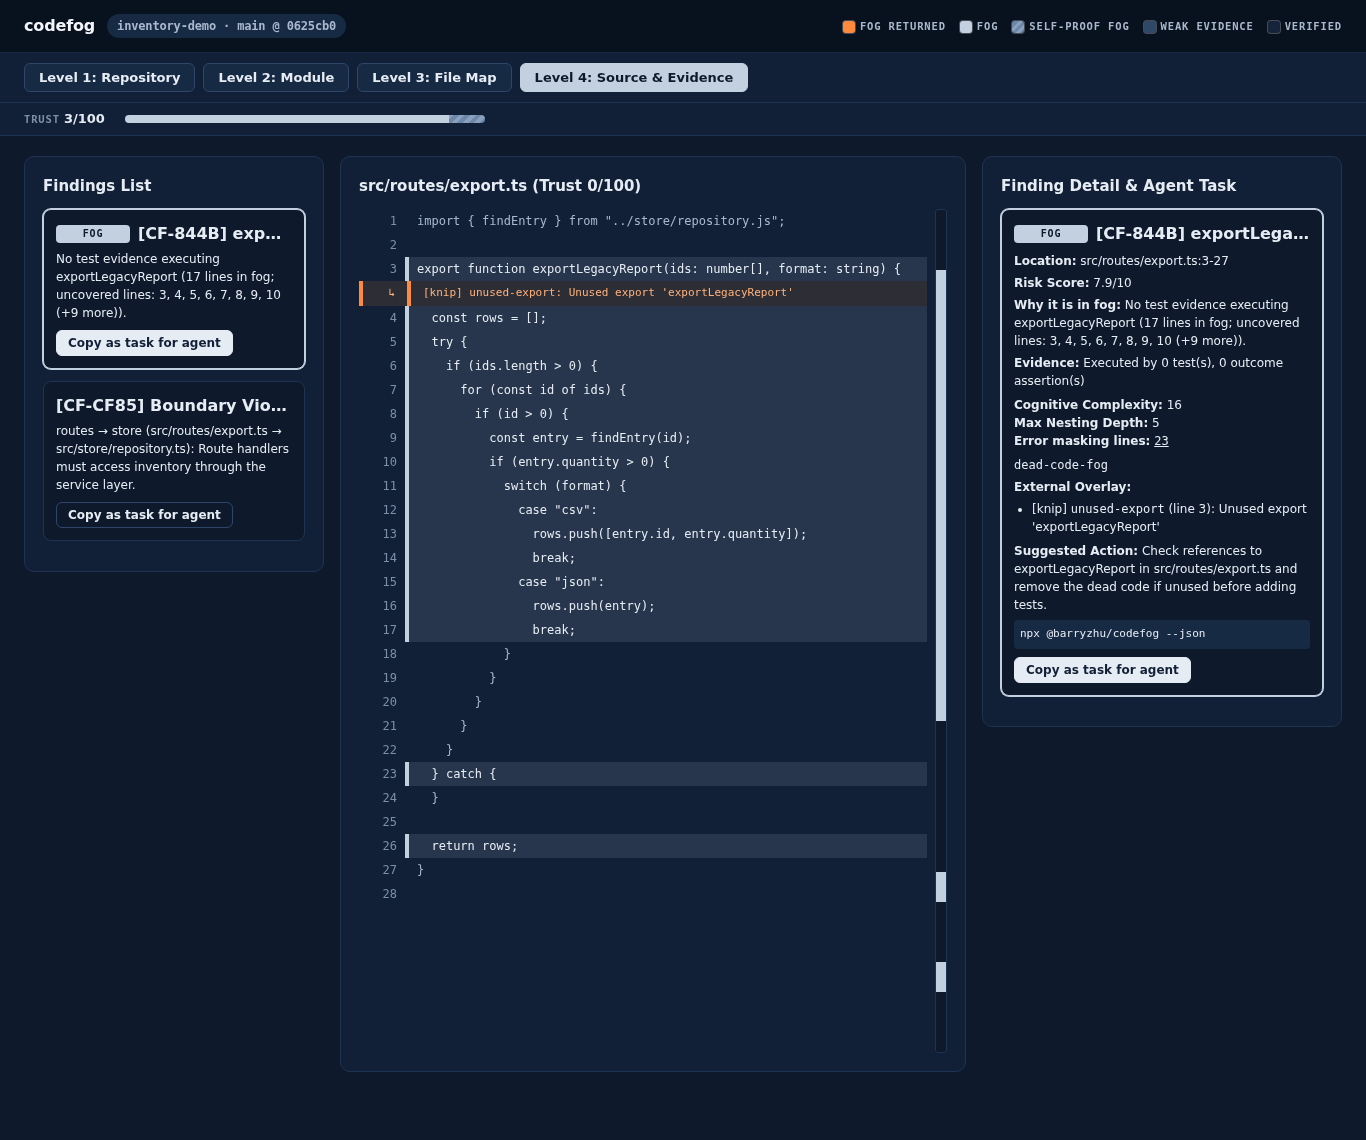 codefog
inventory-demo · main @ 0625cb0
FOG RETURNED
FOG
SELF-PROOF FOG
WEAK EVIDENCE
VERIFIED
Level 1: Repository
Level 2: Module
Level 3: File Map
Level 4: Source & Evidence
TRUST 3/100
Findings List
FOG [CF-844B] exp…
No test evidence executing
exportLegacyReport (17 lines in fog;
uncovered lines: 3, 4, 5, 6, 7, 8, 9, 10
(+9 more)).
Copy as task for agent
[CF-CF85] Boundary Vio…
routes → store (src/routes/export.ts →
src/store/repository.ts): Route handlers
must access inventory through the
service layer.
Copy as task for agent
src/routes/export.ts (Trust 0/100)
1 import { findEntry } from "../store/repository.js";
2
3 export function exportLegacyReport(ids: number[], format: string) {
↳ [knip] unused-export: Unused export 'exportLegacyReport'
4 const rows = [];
5 try {
6 if (ids.length > 0) {
7 for (const id of ids) {
8 if (id > 0) {
9 const entry = findEntry(id);
10 if (entry.quantity > 0) {
11 switch (format) {
12 case "csv":
13 rows.push([entry.id, entry.quantity]);
14 break;
15 case "json":
16 rows.push(entry);
17 break;
18 }
19 }
20 }
21 }
22 }
23 } catch {
24 }
25
26 return rows;
27 }
28
Finding Detail & Agent Task
FOG [CF-844B] exportLega…
Location: src/routes/export.ts:3-27
Risk Score: 7.9/10
Why it is in fog: No test evidence executing
exportLegacyReport (17 lines in fog; uncovered
lines: 3, 4, 5, 6, 7, 8, 9, 10 (+9 more)).
Evidence: Executed by 0 test(s), 0 outcome
assertion(s)
Cognitive Complexity: 16
Max Nesting Depth: 5
Error masking lines: 23
dead-code-fog
External Overlay:
• [knip] unused-export (line 3): Unused export
'exportLegacyReport'
Suggested Action: Check references to
exportLegacyReport in src/routes/export.ts and
remove the dead code if unused before adding
tests.
npx @barryzhu/codefog --json
Copy as task for agent